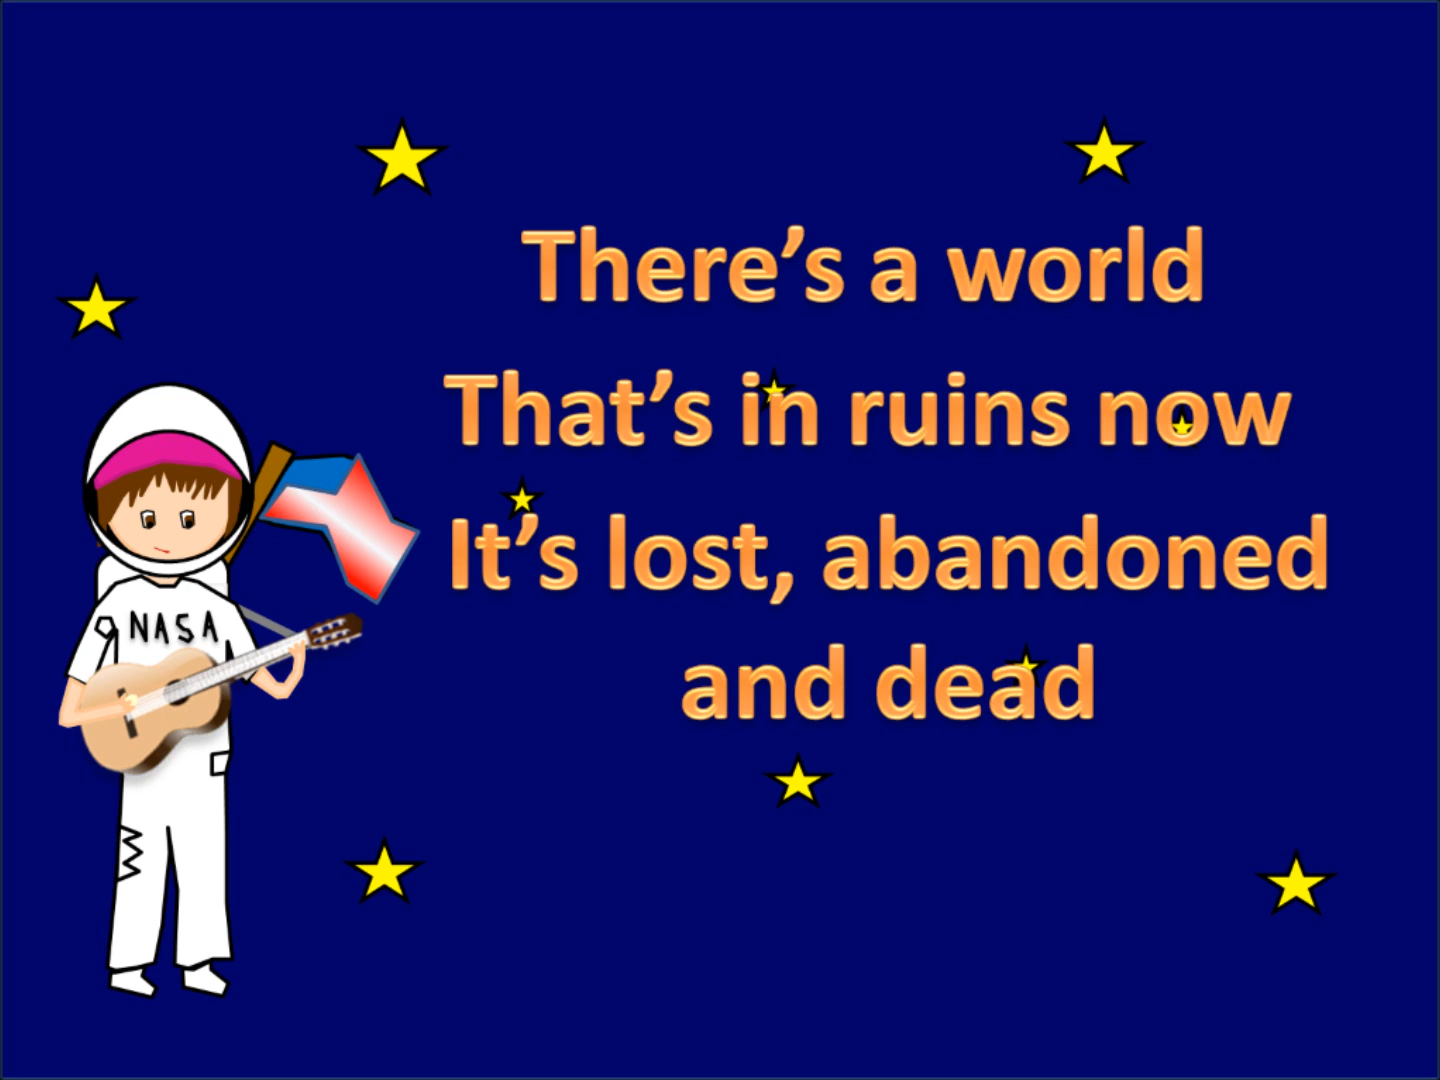 There’s a world
That’s in ruins now
It’s lost, abandoned
and dead
NASA